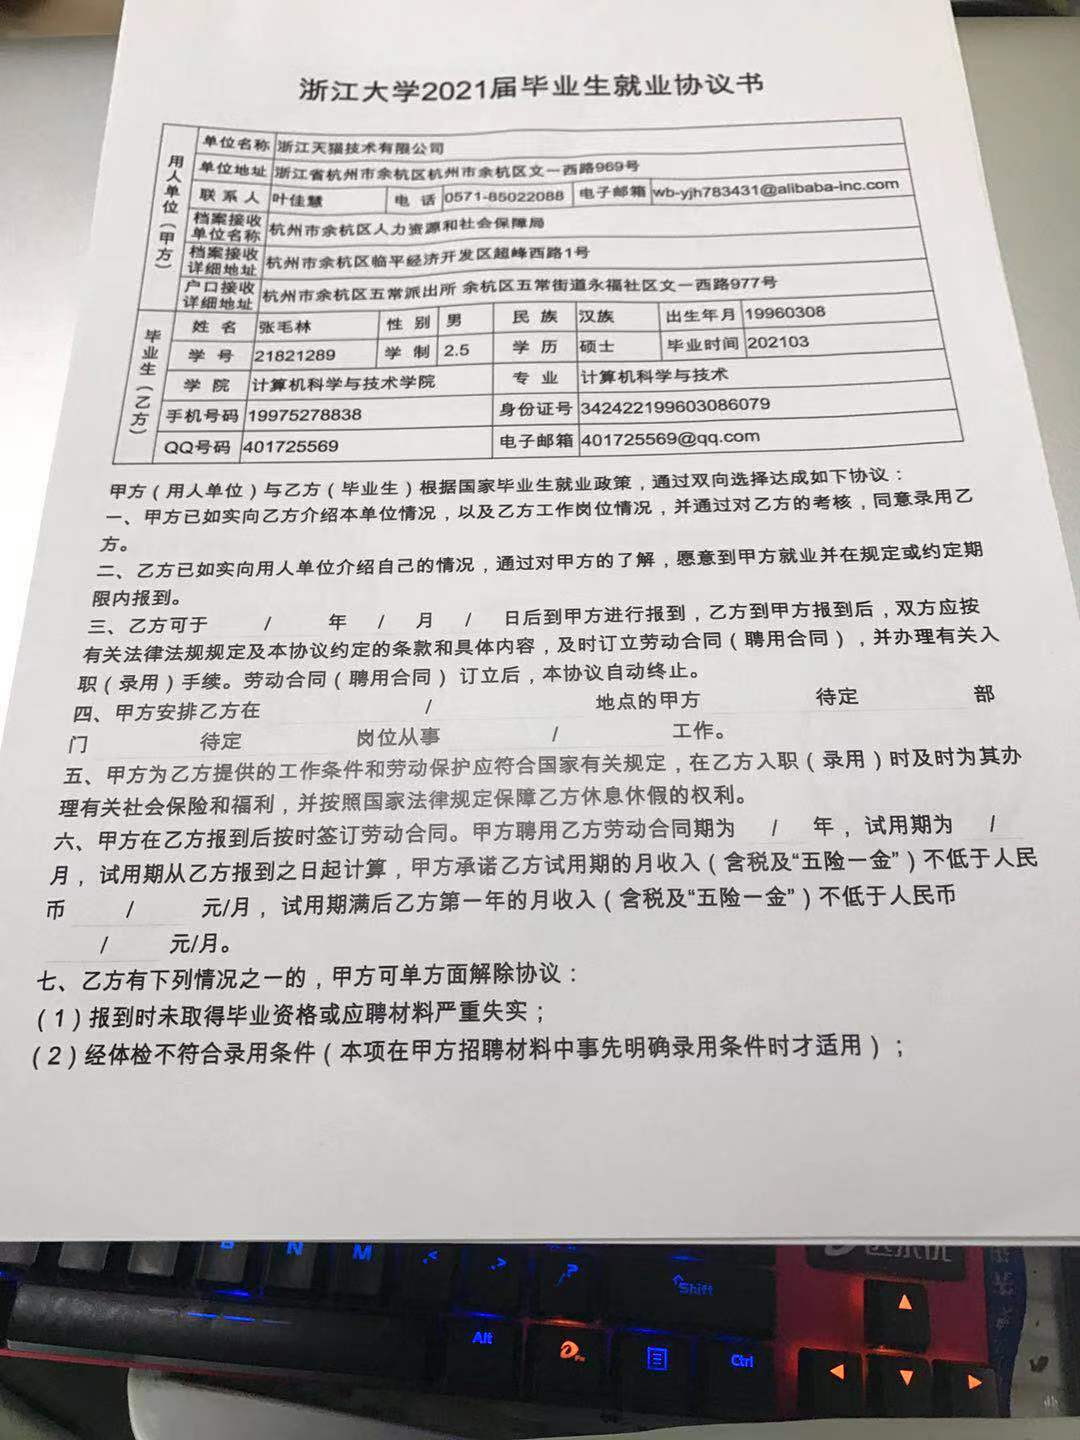 浙江大学2021届毕业生就业协议书
用人单位（甲方） 单位名称 浙江天猫技术有限公司
单位地址 浙江省杭州市余杭区杭州市余杭区文一西路969号
联系人 叶佳慧 电话 0571-85022088 电子邮箱 wb-yjh783431@alibaba-inc.com
档案接收单位名称 杭州市余杭区人力资源和社会保障局
档案接收详细地址 杭州市余杭区临平经济开发区超峰西路1号
户口接收详细地址 杭州市余杭区五常派出所 余杭区五常街道永福社区文一西路977号
毕业生（乙方） 姓名 张毛林 性别 男 民族 汉族 出生年月 19960308
学号 21821289 学制 2.5 学历 硕士 毕业时间 202103
学院 计算机科学与技术学院 专业 计算机科学与技术
手机号码 19975278838 身份证号 342422199603086079
QQ号码 401725569 电子邮箱 401725569@qq.com
甲方（用人单位）与乙方（毕业生）根据国家毕业生就业政策，通过双向选择达成如下协议：
一、甲方已如实向乙方介绍本单位情况，以及乙方工作岗位情况，并通过对乙方的考核，同意录用乙
方。
二、乙方已如实向用人单位介绍自己的情况，通过对甲方的了解，愿意到甲方就业并在规定或约定期
限内报到。
三、乙方可于 / 年 / 月 / 日后到甲方进行报到，乙方到甲方报到后，双方应按
有关法律法规规定及本协议约定的条款和具体内容，及时订立劳动合同（聘用合同），并办理有关入
职（录用）手续。劳动合同（聘用合同）订立后，本协议自动终止。
四、甲方安排乙方在 / 地点的甲方 待定 部
门 待定 岗位从事 / 工作。
五、甲方为乙方提供的工作条件和劳动保护应符合国家有关规定，在乙方入职（录用）时及时为其办
理有关社会保险和福利，并按照国家法律规定保障乙方休息休假的权利。
六、甲方在乙方报到后按时签订劳动合同。甲方聘用乙方劳动合同期为 / 年，试用期为 /
月，试用期从乙方报到之日起计算，甲方承诺乙方试用期的月收入（含税及“五险一金”）不低于人民
币 / 元/月，试用期满后乙方第一年的月收入（含税及“五险一金”）不低于人民币
/ 元/月。
七、乙方有下列情况之一的，甲方可单方面解除协议：
（1）报到时未取得毕业资格或应聘材料严重失实；
（2）经体检不符合录用条件（本项在甲方招聘材料中事先明确录用条件时才适用）；
B N M < > ?
Shift
Alt Fn Ctrl